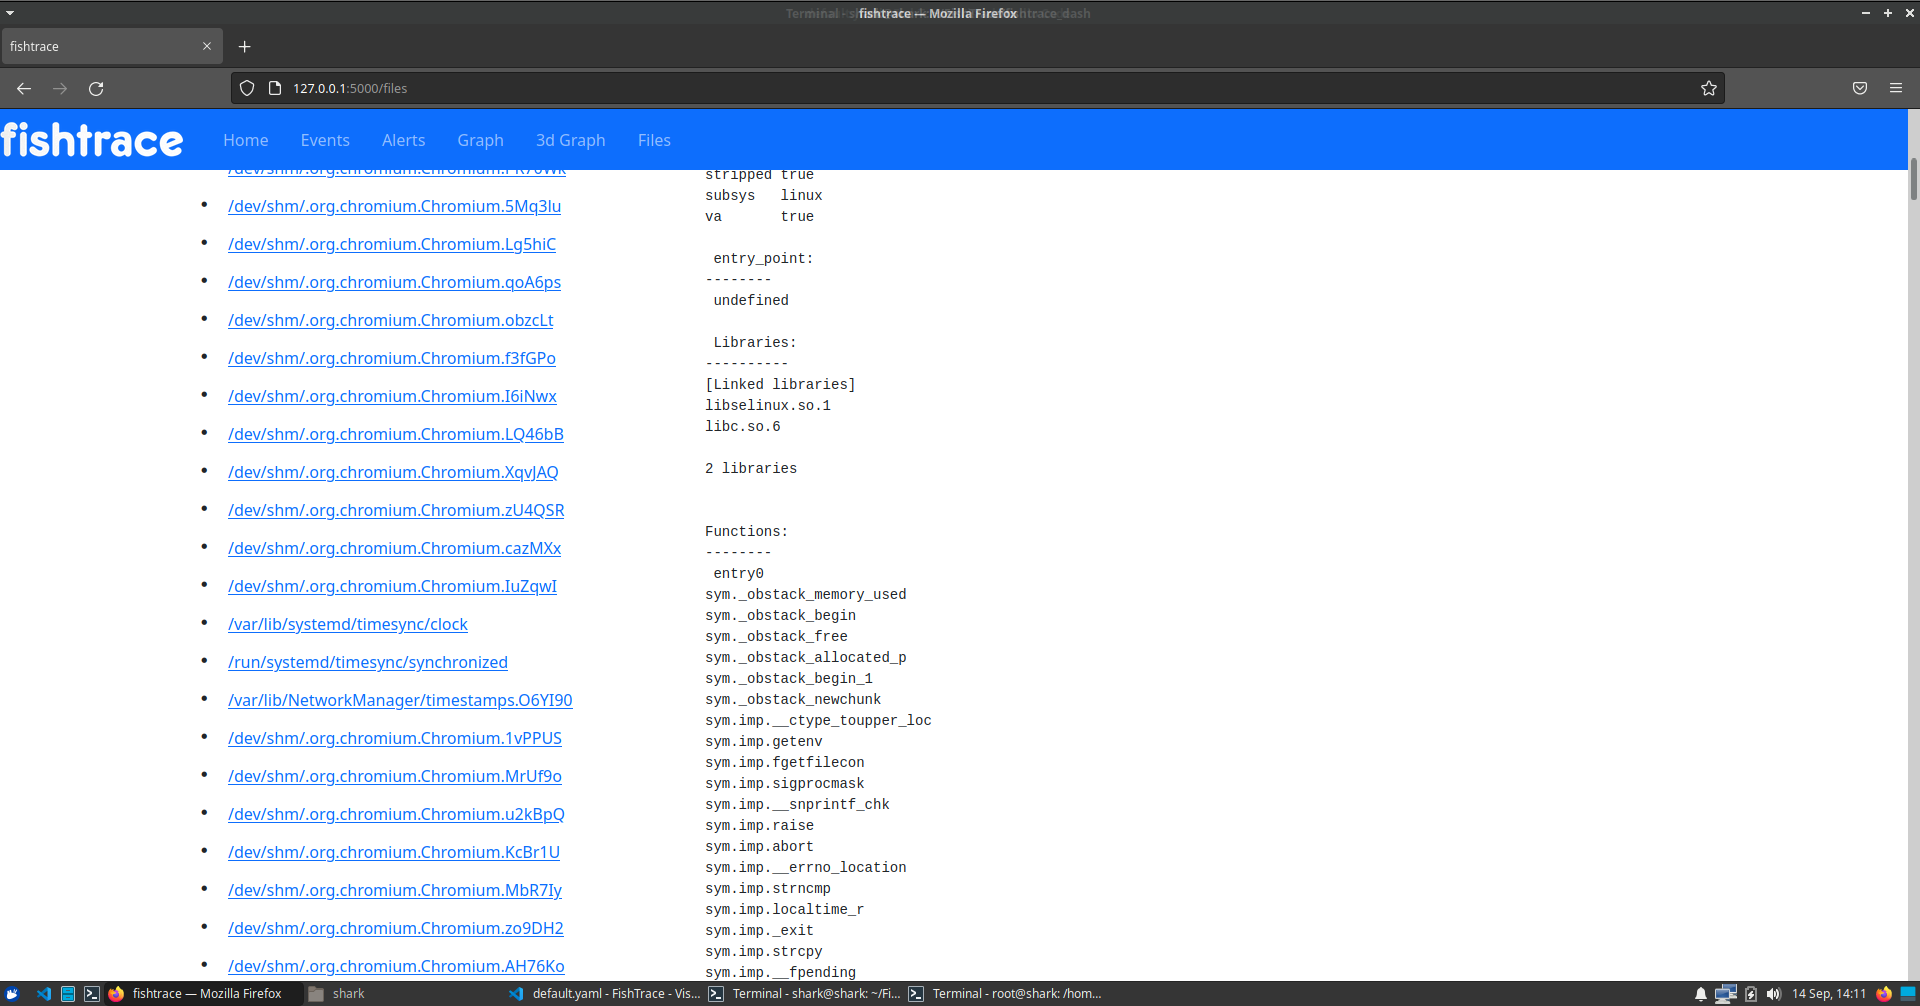 fishtrace — Mozilla Firefox
fishtrace
127.0.0.1:5000/files
fishtrace Home Events Alerts Graph 3d Graph Files
/dev/shm/.org.chromium.Chromium.5Mq3lu
/dev/shm/.org.chromium.Chromium.Lg5hiC
/dev/shm/.org.chromium.Chromium.qoA6ps
/dev/shm/.org.chromium.Chromium.obzcLt
/dev/shm/.org.chromium.Chromium.f3fGPo
/dev/shm/.org.chromium.Chromium.I6iNwx
/dev/shm/.org.chromium.Chromium.LQ46bB
/dev/shm/.org.chromium.Chromium.XqvJAQ
/dev/shm/.org.chromium.Chromium.zU4QSR
/dev/shm/.org.chromium.Chromium.cazMXx
/dev/shm/.org.chromium.Chromium.IuZqwI
/var/lib/systemd/timesync/clock
/run/systemd/timesync/synchronized
/var/lib/NetworkManager/timestamps.O6YI90
/dev/shm/.org.chromium.Chromium.1vPPUS
/dev/shm/.org.chromium.Chromium.MrUf9o
/dev/shm/.org.chromium.Chromium.u2kBpQ
/dev/shm/.org.chromium.Chromium.KcBr1U
/dev/shm/.org.chromium.Chromium.MbR7Iy
/dev/shm/.org.chromium.Chromium.zo9DH2
/dev/shm/.org.chromium.Chromium.AH76Ko
stripped true
subsys linux
va true
entry_point:
--------
undefined
Libraries:
----------
[Linked libraries]
libselinux.so.1
libc.so.6
2 libraries
Functions:
--------
entry0
sym._obstack_memory_used
sym._obstack_begin
sym._obstack_free
sym._obstack_allocated_p
sym._obstack_begin_1
sym._obstack_newchunk
sym.imp.__ctype_toupper_loc
sym.imp.getenv
sym.imp.fgetfilecon
sym.imp.sigprocmask
sym.imp.__snprintf_chk
sym.imp.raise
sym.imp.abort
sym.imp.__errno_location
sym.imp.strncmp
sym.imp.localtime_r
sym.imp._exit
sym.imp.strcpy
sym.imp.__fpending
fishtrace — Mozilla Firefox shark default.yaml - FishTrace - Vis... Terminal - shark@shark: ~/Fi... Terminal - root@shark: /hom... 14 Sep, 14:11